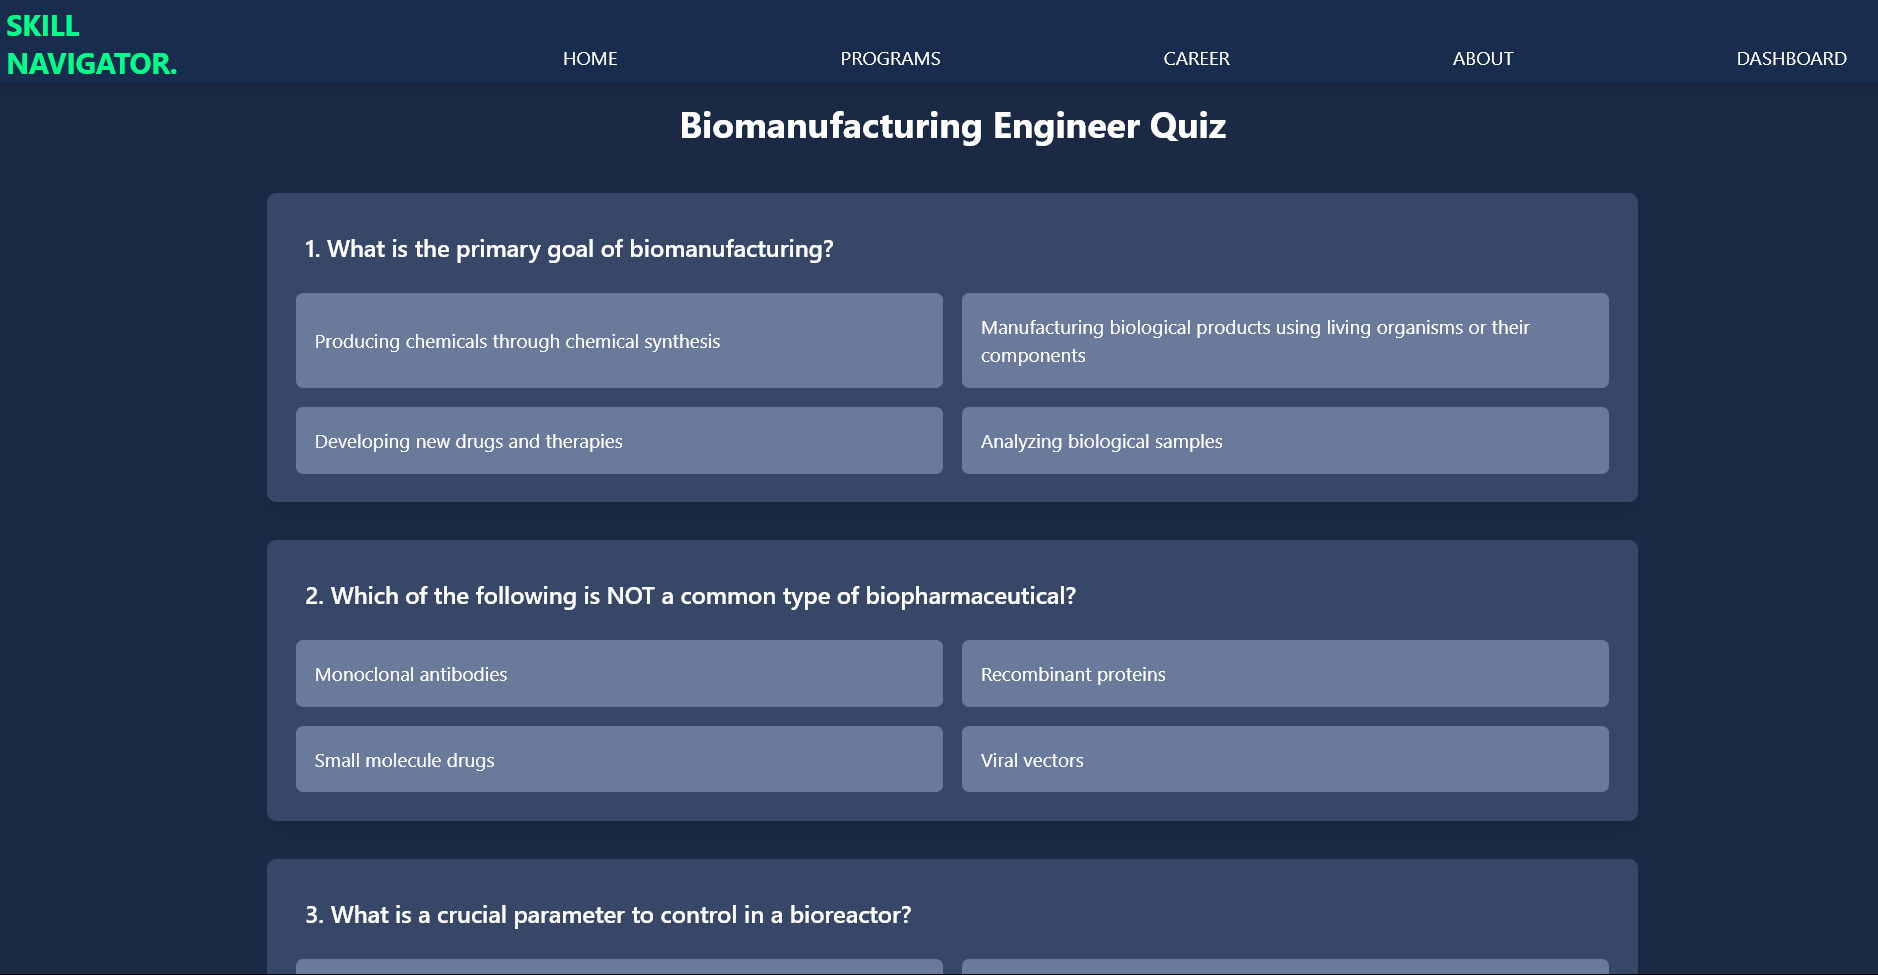 SKILL
NAVIGATOR.
HOME
PROGRAMS
CAREER
ABOUT
DASHBOARD
Biomanufacturing Engineer Quiz
1. What is the primary goal of biomanufacturing?
Producing chemicals through chemical synthesis
Manufacturing biological products using living organisms or their
components
Developing new drugs and therapies
Analyzing biological samples
2. Which of the following is NOT a common type of biopharmaceutical?
Monoclonal antibodies
Recombinant proteins
Small molecule drugs
Viral vectors
3. What is a crucial parameter to control in a bioreactor?